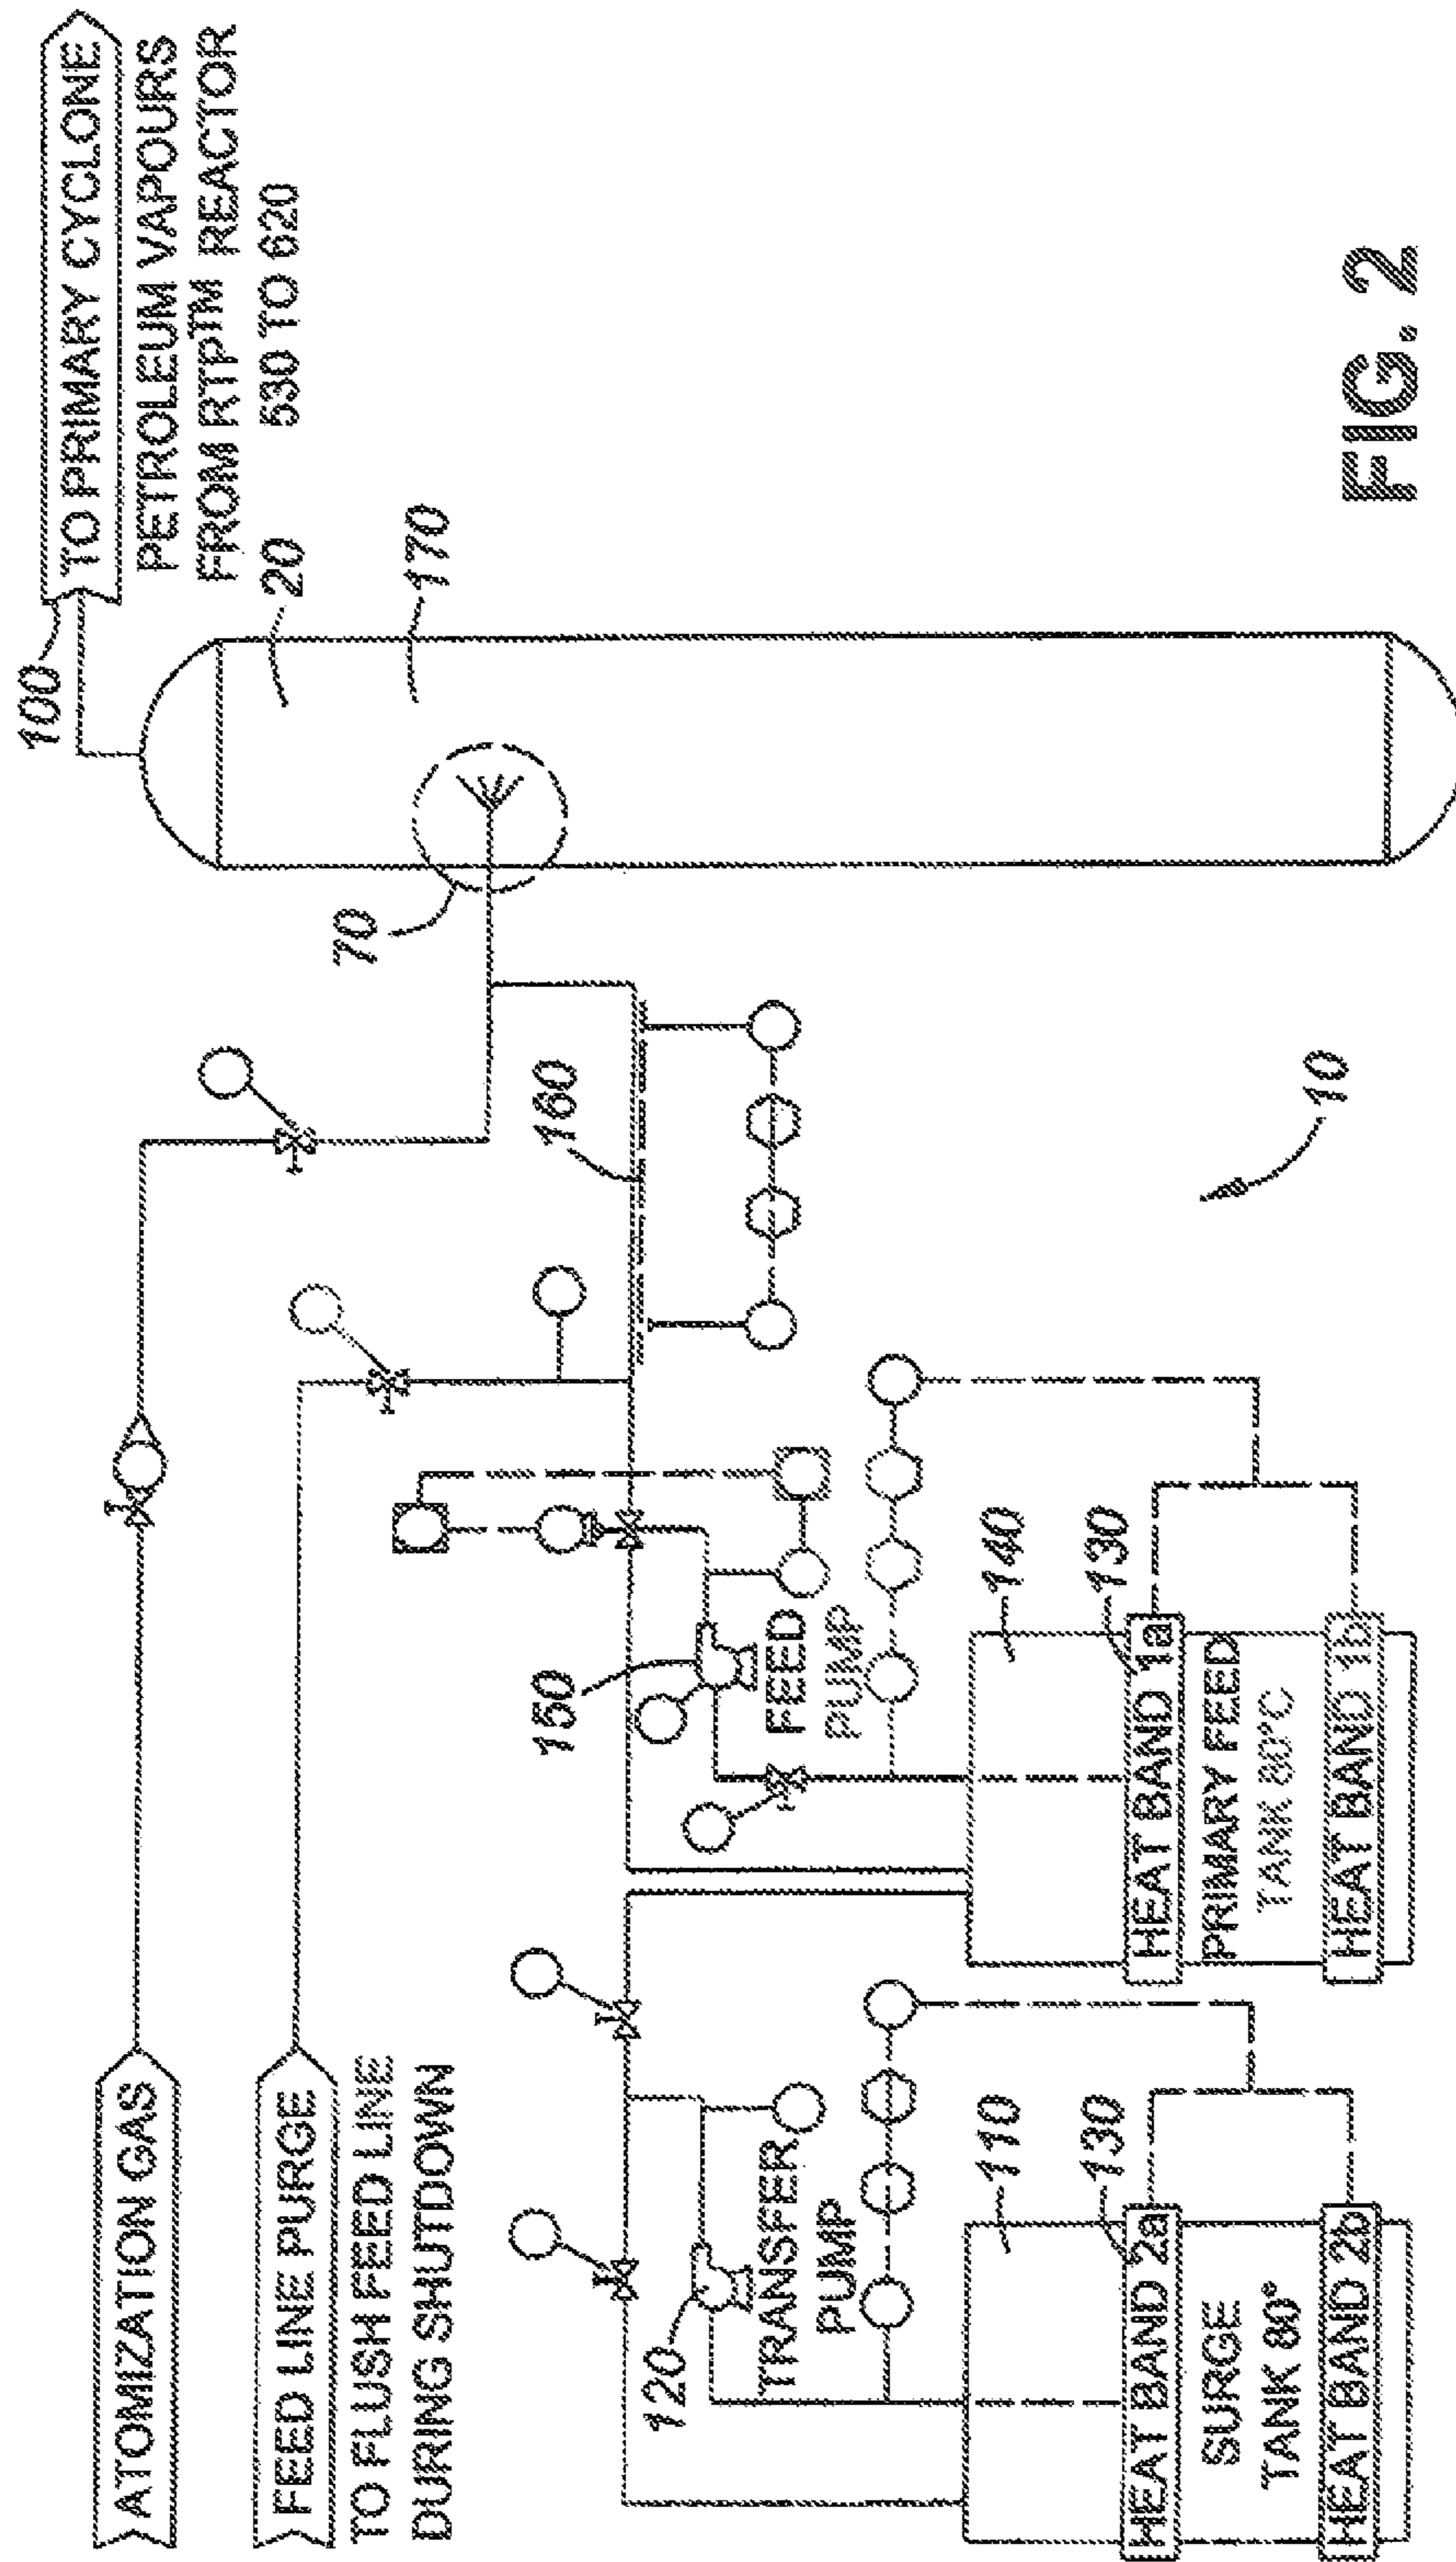 ATOMIZATION GAS
FEED LINE PURGE
TO FLUSH FEED LINE
DURING SHUTDOWN
100
TO PRIMARY CYCLONE
PETROLEUM VAPOURS
FROM RTP™ REACTOR
530 TO 620
20
170
70
160
150
FEED
PUMP
120
TRANSFER
PUMP
110
130
HEAT BAND 2a
SURGE
TANK 80°
HEAT BAND 2b
140
130
HEAT BAND 1a
PRIMARY FEED
TANK 80°C
HEAT BAND 1b
10
FIG. 2